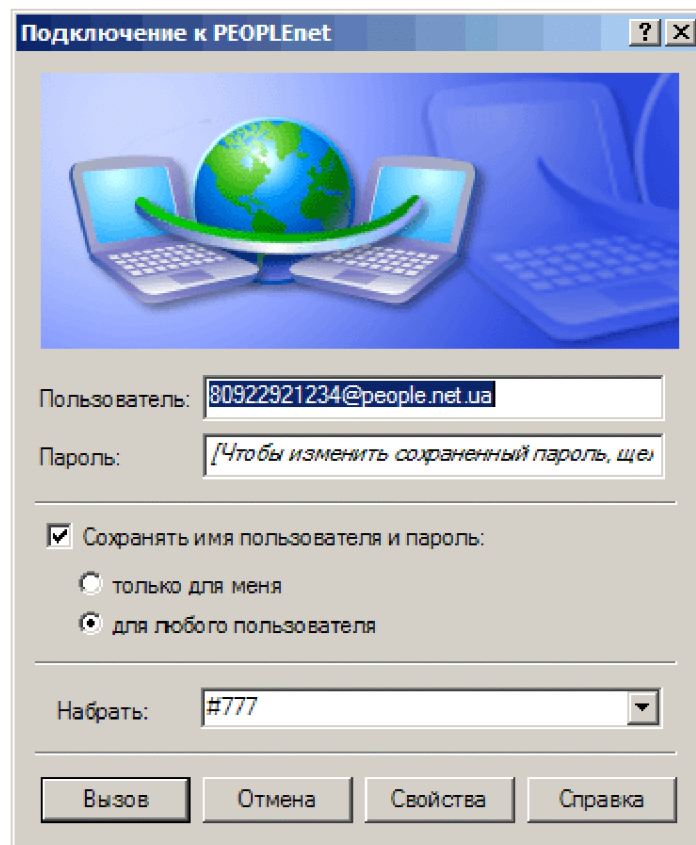 Подключение к PEOPLEnet
Пользователь: 80922921234@people.net.ua
Пароль: [Чтобы изменить сохраненный пароль,
Сохранять имя пользователя и пароль:
только для меня
для любого пользователя
Набрать: #777
Вызов Отмена Свойства Справка